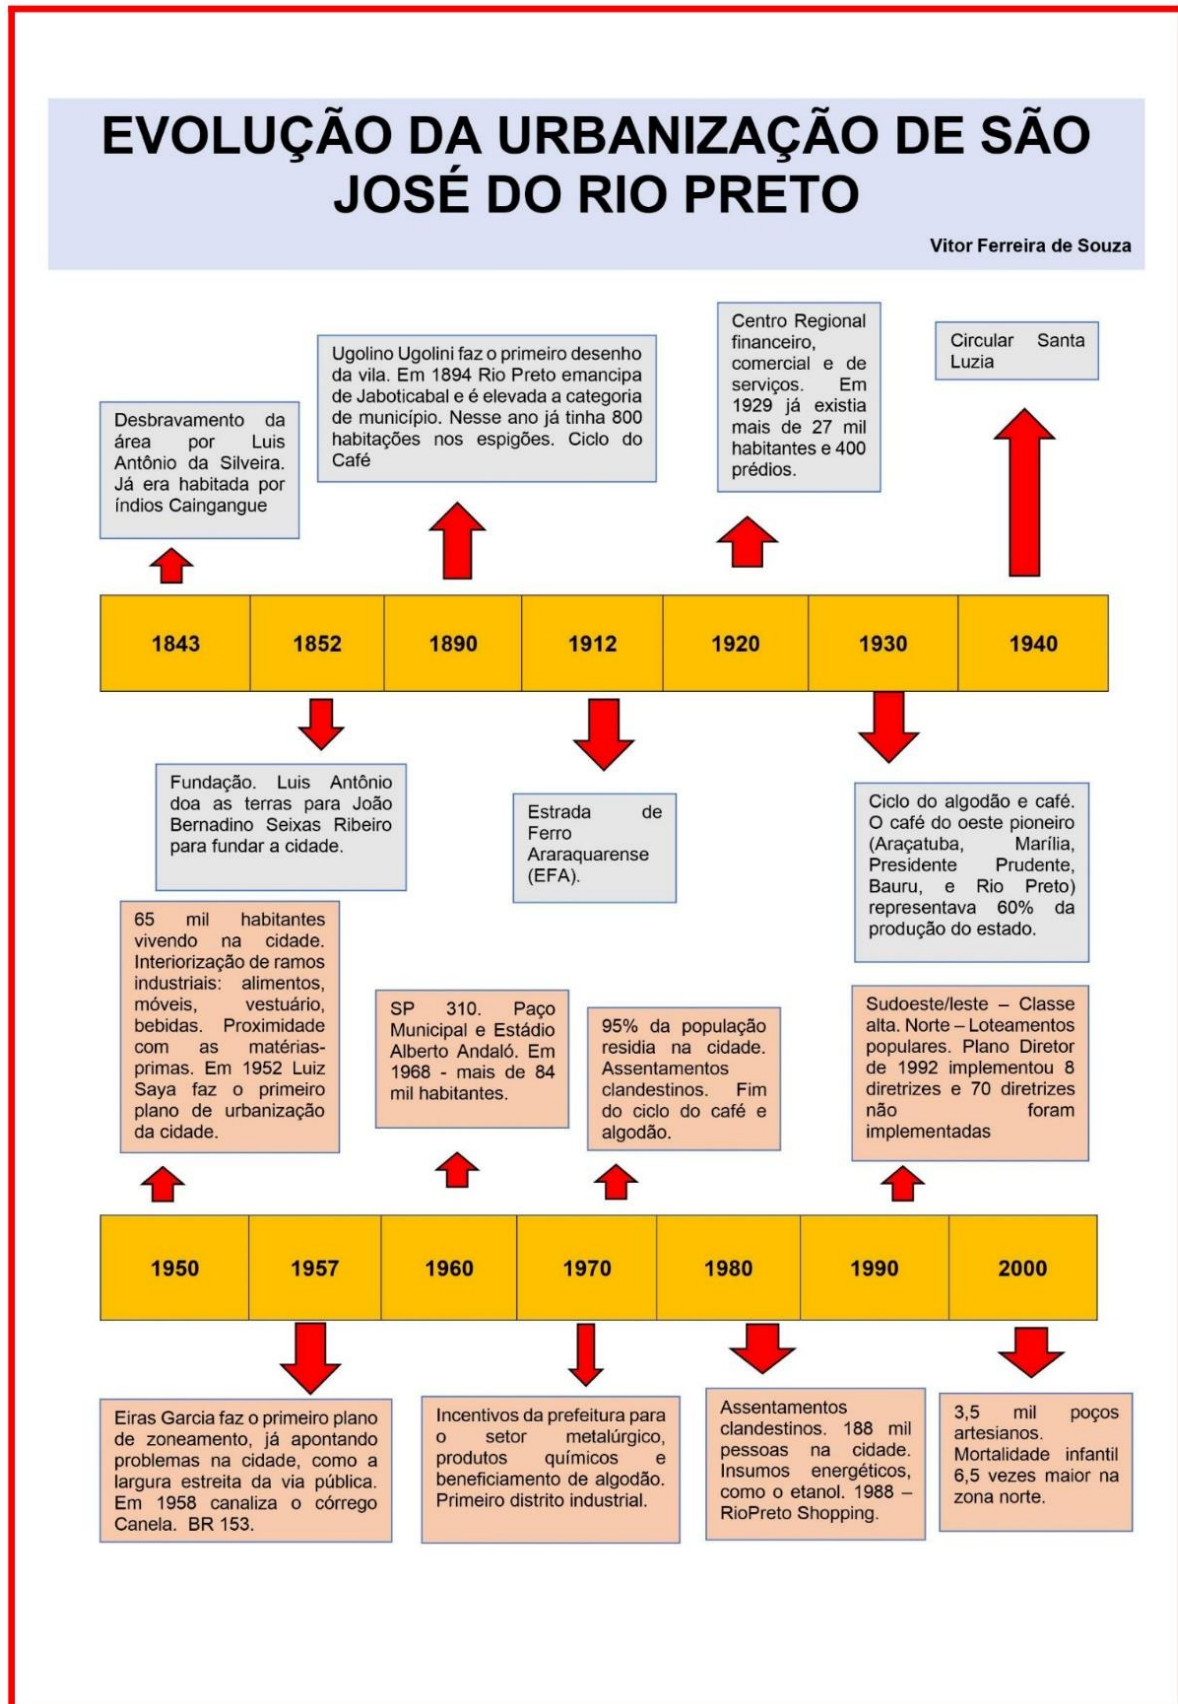 EVOLUÇÃO DA URBANIZAÇÃO DE SÃO
JOSÉ DO RIO PRETO
Vitor Ferreira de Souza
Desbravamento da
área por Luis
Antônio da Silveira.
Já era habitada por
índios Caingangue
Ugolino Ugolini faz o primeiro desenho
da vila. Em 1894 Rio Preto emancipa
de Jaboticabal e é elevada a categoria
de município. Nesse ano já tinha 800
habitações nos espigões. Ciclo do
Café
Centro Regional
financeiro,
comercial e de
serviços. Em
1929 já existia
mais de 27 mil
habitantes e 400
prédios.
Circular Santa
Luzia
1843 1852 1890 1912 1920 1930 1940
Fundação. Luis Antônio
doa as terras para João
Bernadino Seixas Ribeiro
para fundar a cidade.
Estrada de
Ferro
Araraquarense
(EFA).
Ciclo do algodão e café.
O café do oeste pioneiro
(Araçatuba, Marília,
Presidente Prudente,
Bauru, e Rio Preto)
representava 60% da
produção do estado.
65 mil habitantes
vivendo na cidade.
Interiorização de ramos
industriais: alimentos,
móveis, vestuário,
bebidas. Proximidade
com as matérias-
primas. Em 1952 Luiz
Saya faz o primeiro
plano de urbanização
da cidade.
SP 310. Paço
Municipal e Estádio
Alberto Andaló. Em
1968 - mais de 84
mil habitantes.
95% da população
residia na cidade.
Assentamentos
clandestinos. Fim
do ciclo do café e
algodão.
Sudoeste/leste – Classe
alta. Norte – Loteamentos
populares. Plano Diretor
de 1992 implementou 8
diretrizes e 70 diretrizes
não foram
implementadas
1950 1957 1960 1970 1980 1990 2000
Eiras Garcia faz o primeiro plano
de zoneamento, já apontando
problemas na cidade, como a
largura estreita da via pública.
Em 1958 canaliza o córrego
Canela. BR 153.
Incentivos da prefeitura para
o setor metalúrgico,
produtos químicos e
beneficiamento de algodão.
Primeiro distrito industrial.
Assentamentos
clandestinos. 188 mil
pessoas na cidade.
Insumos energéticos,
como o etanol. 1988 –
RioPreto Shopping.
3,5 mil poços
artesianos.
Mortalidade infantil
6,5 vezes maior na
zona norte.